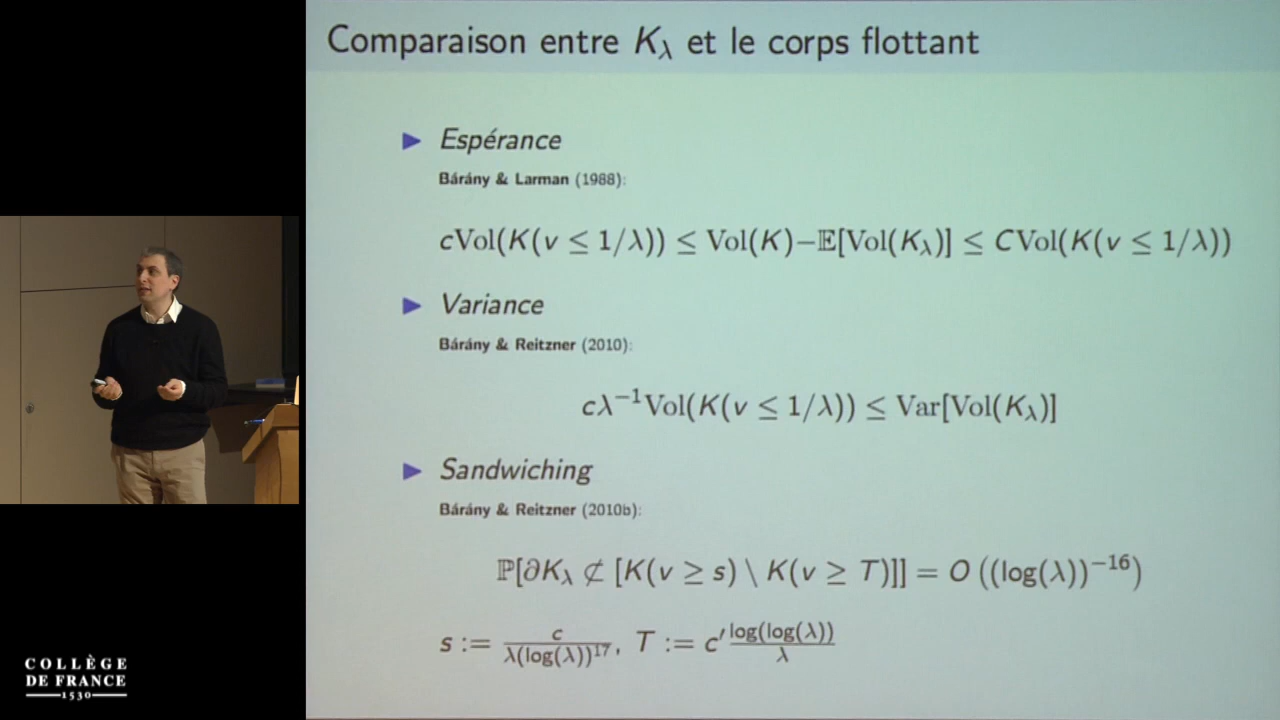 Comparaison entre K_λ et le corps flottant
▶ Espérance
Bárány & Larman (1988):
cVol(K(v ≤ 1/λ)) ≤ Vol(K)−𝔼[Vol(K_λ)] ≤ CVol(K(v ≤ 1/λ))
▶ Variance
Bárány & Reitzner (2010):
cλ^{−1}Vol(K(v ≤ 1/λ)) ≤ Var[Vol(K_λ)]
▶ Sandwiching
Bárány & Reitzner (2010b):
ℙ[∂K_λ ⊄ [K(v ≥ s) \ K(v ≥ T)]] = O ((log(λ))^{−16})
s := c/(λ(log(λ))^{17}), T := c′ log(log(λ))/λ
COLLÈGE
DE FRANCE
1530